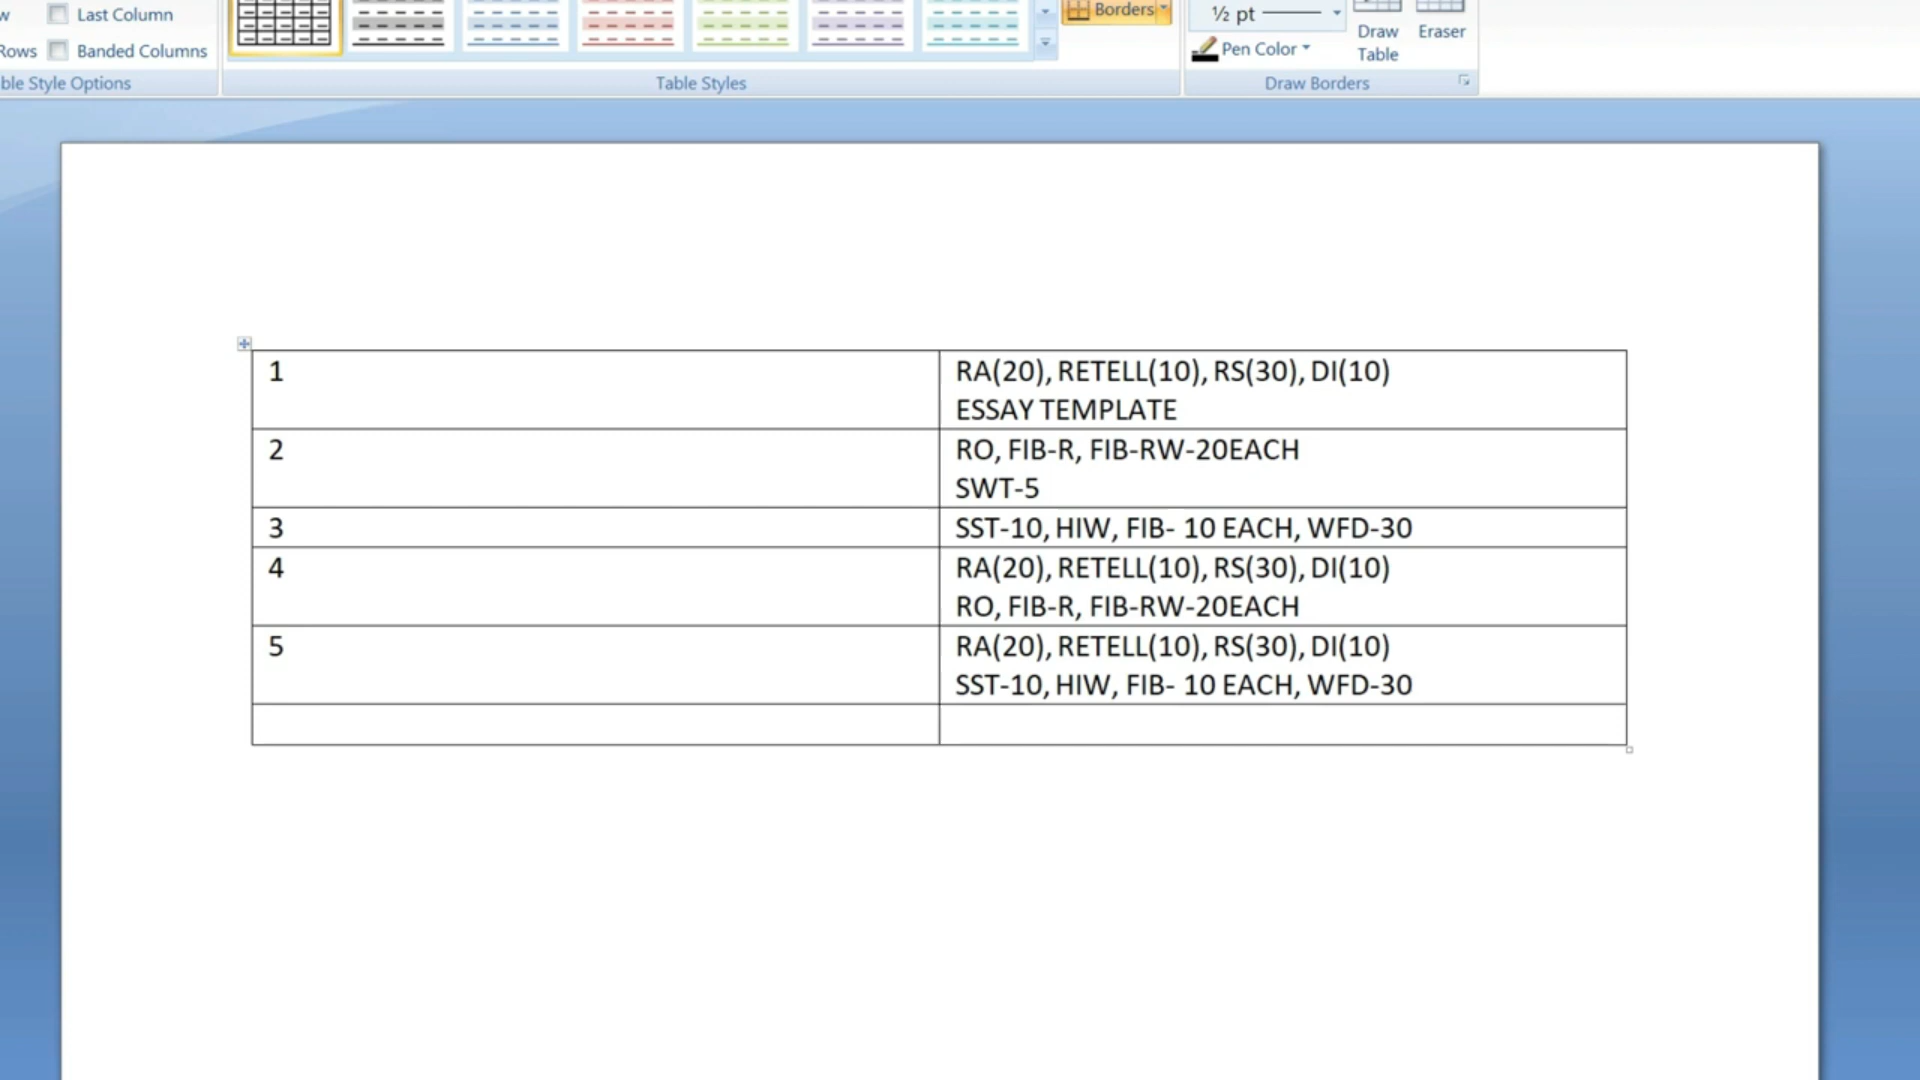 w Last Column
Borders
½ pt
Rows Banded Columns
Pen Color
Draw Table
Eraser
ble Style Options
Table Styles
Draw Borders
1
RA(20), RETELL(10), RS(30), DI(10)
ESSAY TEMPLATE
2
RO, FIB-R, FIB-RW-20EACH
SWT-5
3
SST-10, HIW, FIB- 10 EACH, WFD-30
4
RA(20), RETELL(10), RS(30), DI(10)
RO, FIB-R, FIB-RW-20EACH
5
RA(20), RETELL(10), RS(30), DI(10)
SST-10, HIW, FIB- 10 EACH, WFD-30